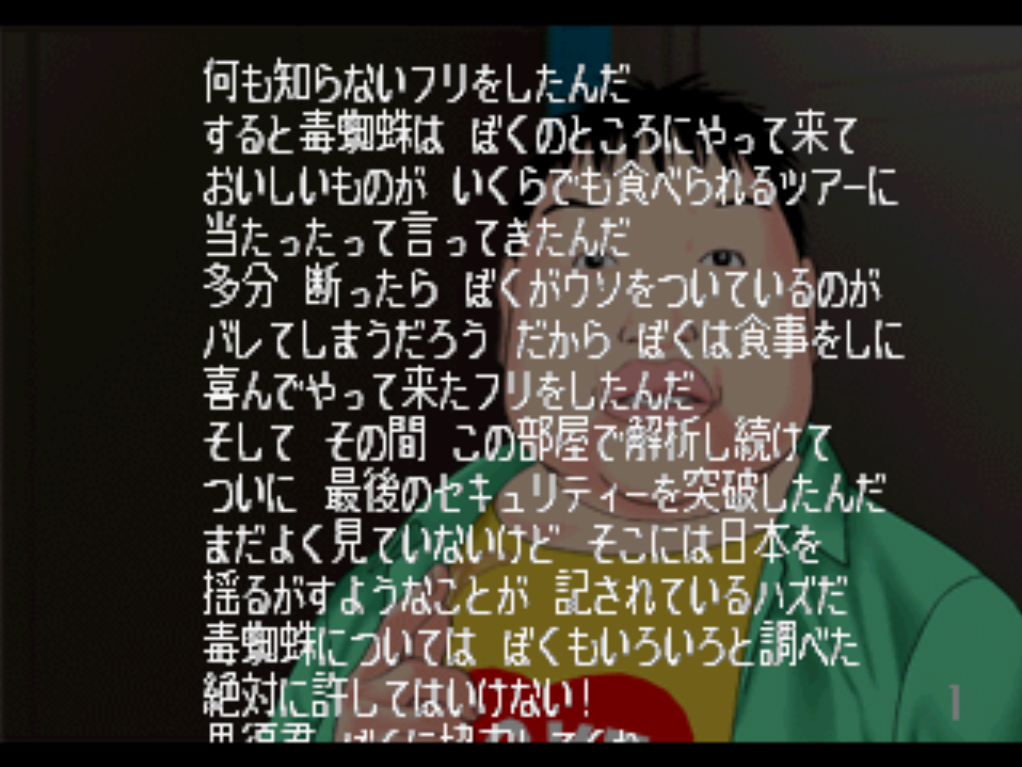 何も知らないフリをしたんだ
すると毒蜘蛛は ぼくのところにやって来て
おいしいものが いくらでも食べられるツアーに
当たったって言ってきたんだ
多分 断ったら ぼくがウソをついているのが
バレてしまうだろう だから ぼくは食事をしに
喜んでやって来たフリをしたんだ
そして その間 この部屋で解析し続けて
ついに 最後のセキュリティーを突破したんだ
まだよく見ていないけど そこには日本を
揺るがすようなことが 記されているハズだ
毒蜘蛛については ぼくもいろいろと調べた
絶対に許してはいけない!
ぼくに協力してくれ
1